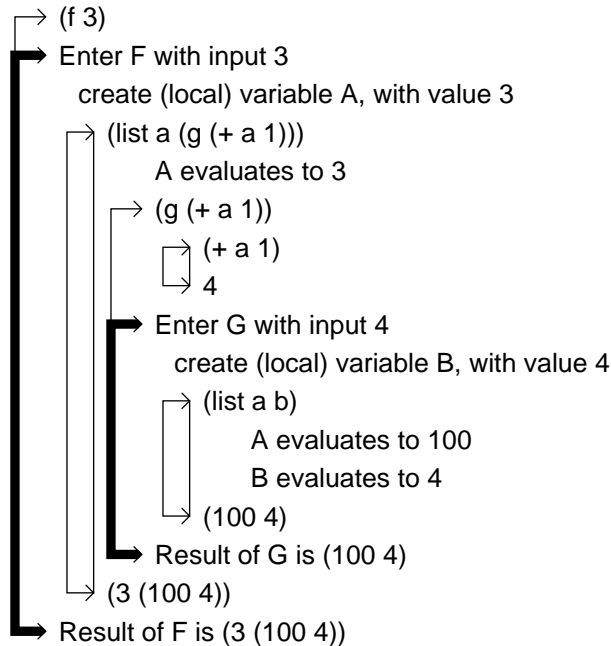 (f 3)
Enter F with input 3
create (local) variable A, with value 3
(list a (g (+ a 1)))
A evaluates to 3
(g (+ a 1))
(+ a 1)
4
Enter G with input 4
create (local) variable B, with value 4
(list a b)
A evaluates to 100
B evaluates to 4
(100 4)
Result of G is (100 4)
(3 (100 4))
Result of F is (3 (100 4))